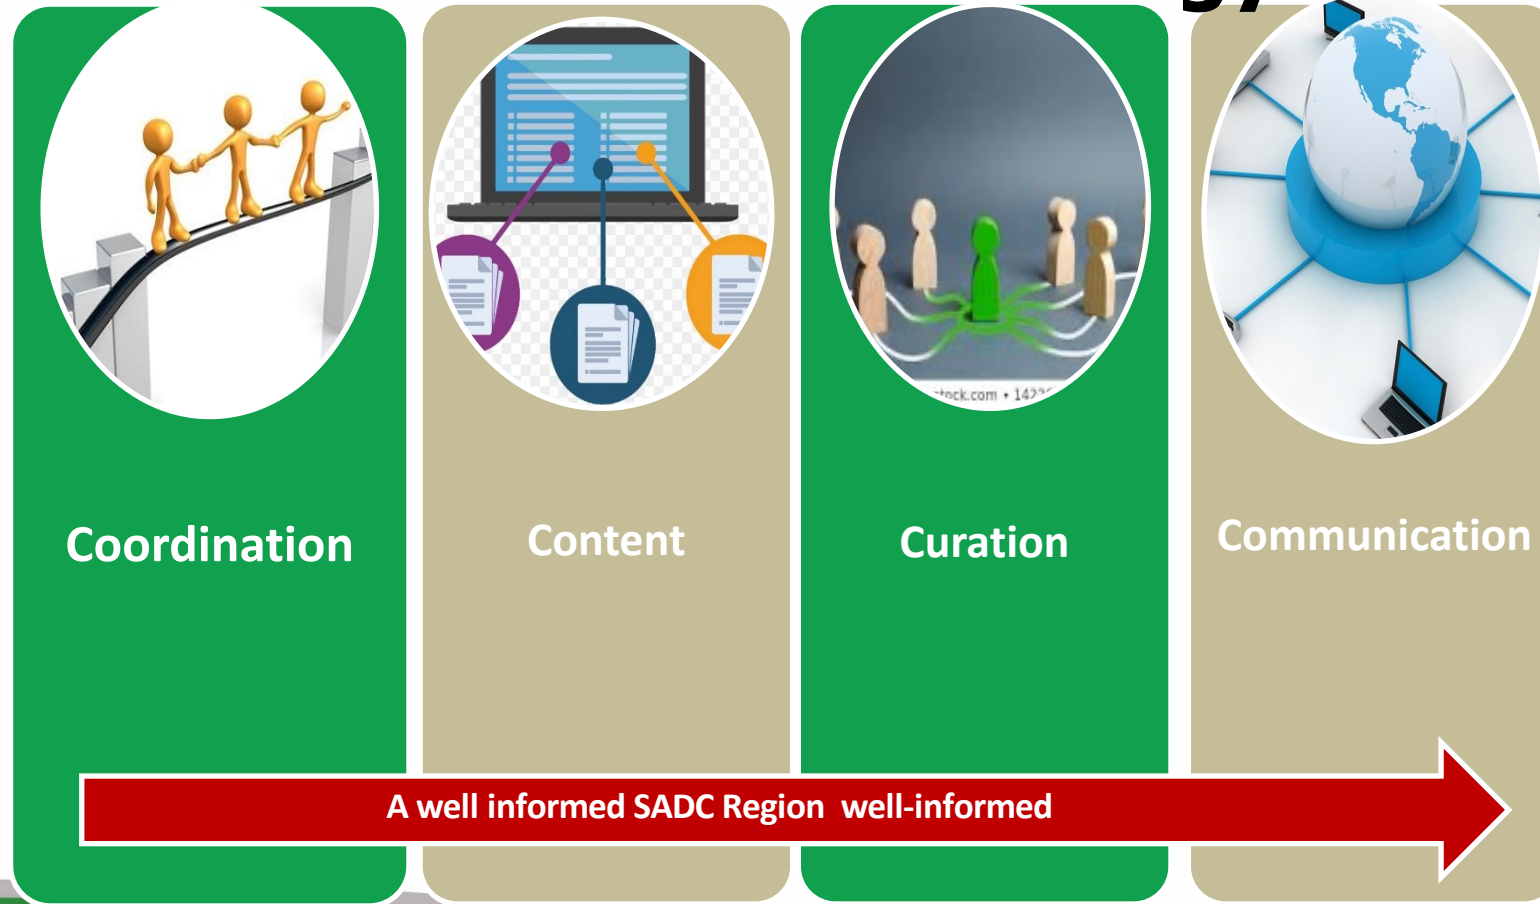 Coordination
Content
Curation
Communication
A well informed SADC Region  well-informed